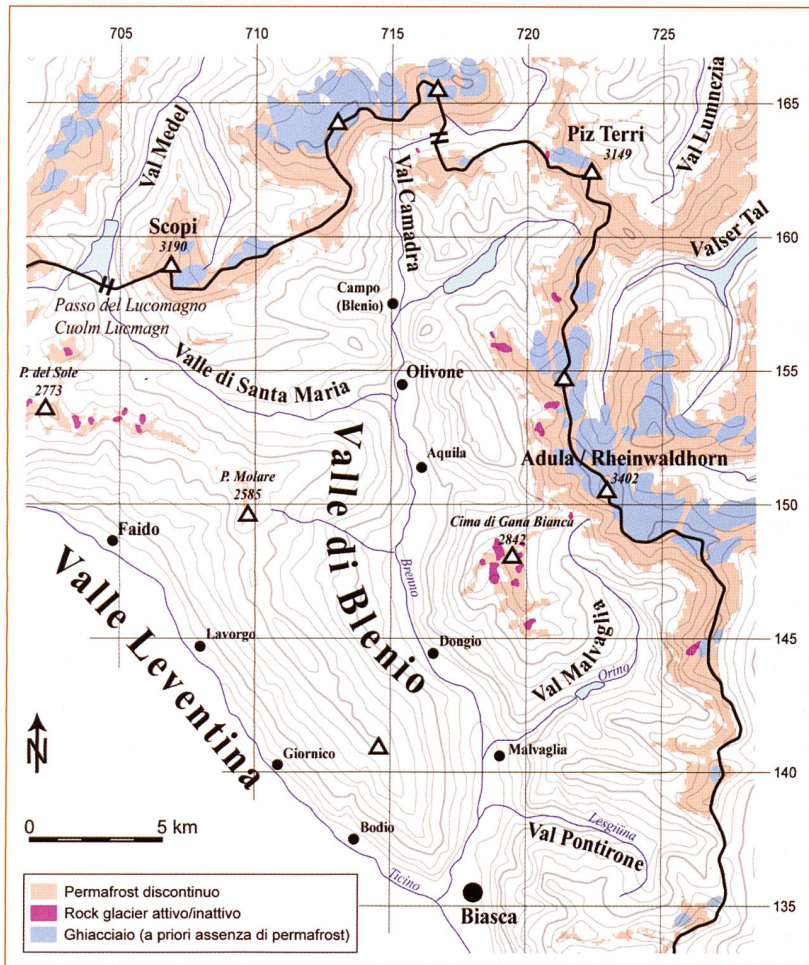 705
710
715
720
725
165
160
155
150
145
140
135
Val Medel
Val Camadra
Piz Terri
3149
Val Lumnezia
Valser Tal
Scopi
3190
Passo del Lucomagno
Cuolm Lucmagn
Campo
(Blenio)
Valle di Santa Maria
Olivone
P. del Sole
2773
Aquila
Adula / Rheinwaldhorn
3402
P. Molare
2585
Cima di Gana Bianca
2842
Faido
Valle di Blenio
Brenno
Valle Leventina
Lavorgo
Dongio
Val Malvaglia
Orino
Giornico
Malvaglia
Bodio
Lesgiüna
Val Pontirone
Ticino
Biasca
N
0 5 km
Permafrost discontinuo
Rock glacier attivo/inattivo
Ghiacciaio (a priori assenza di permafrost)